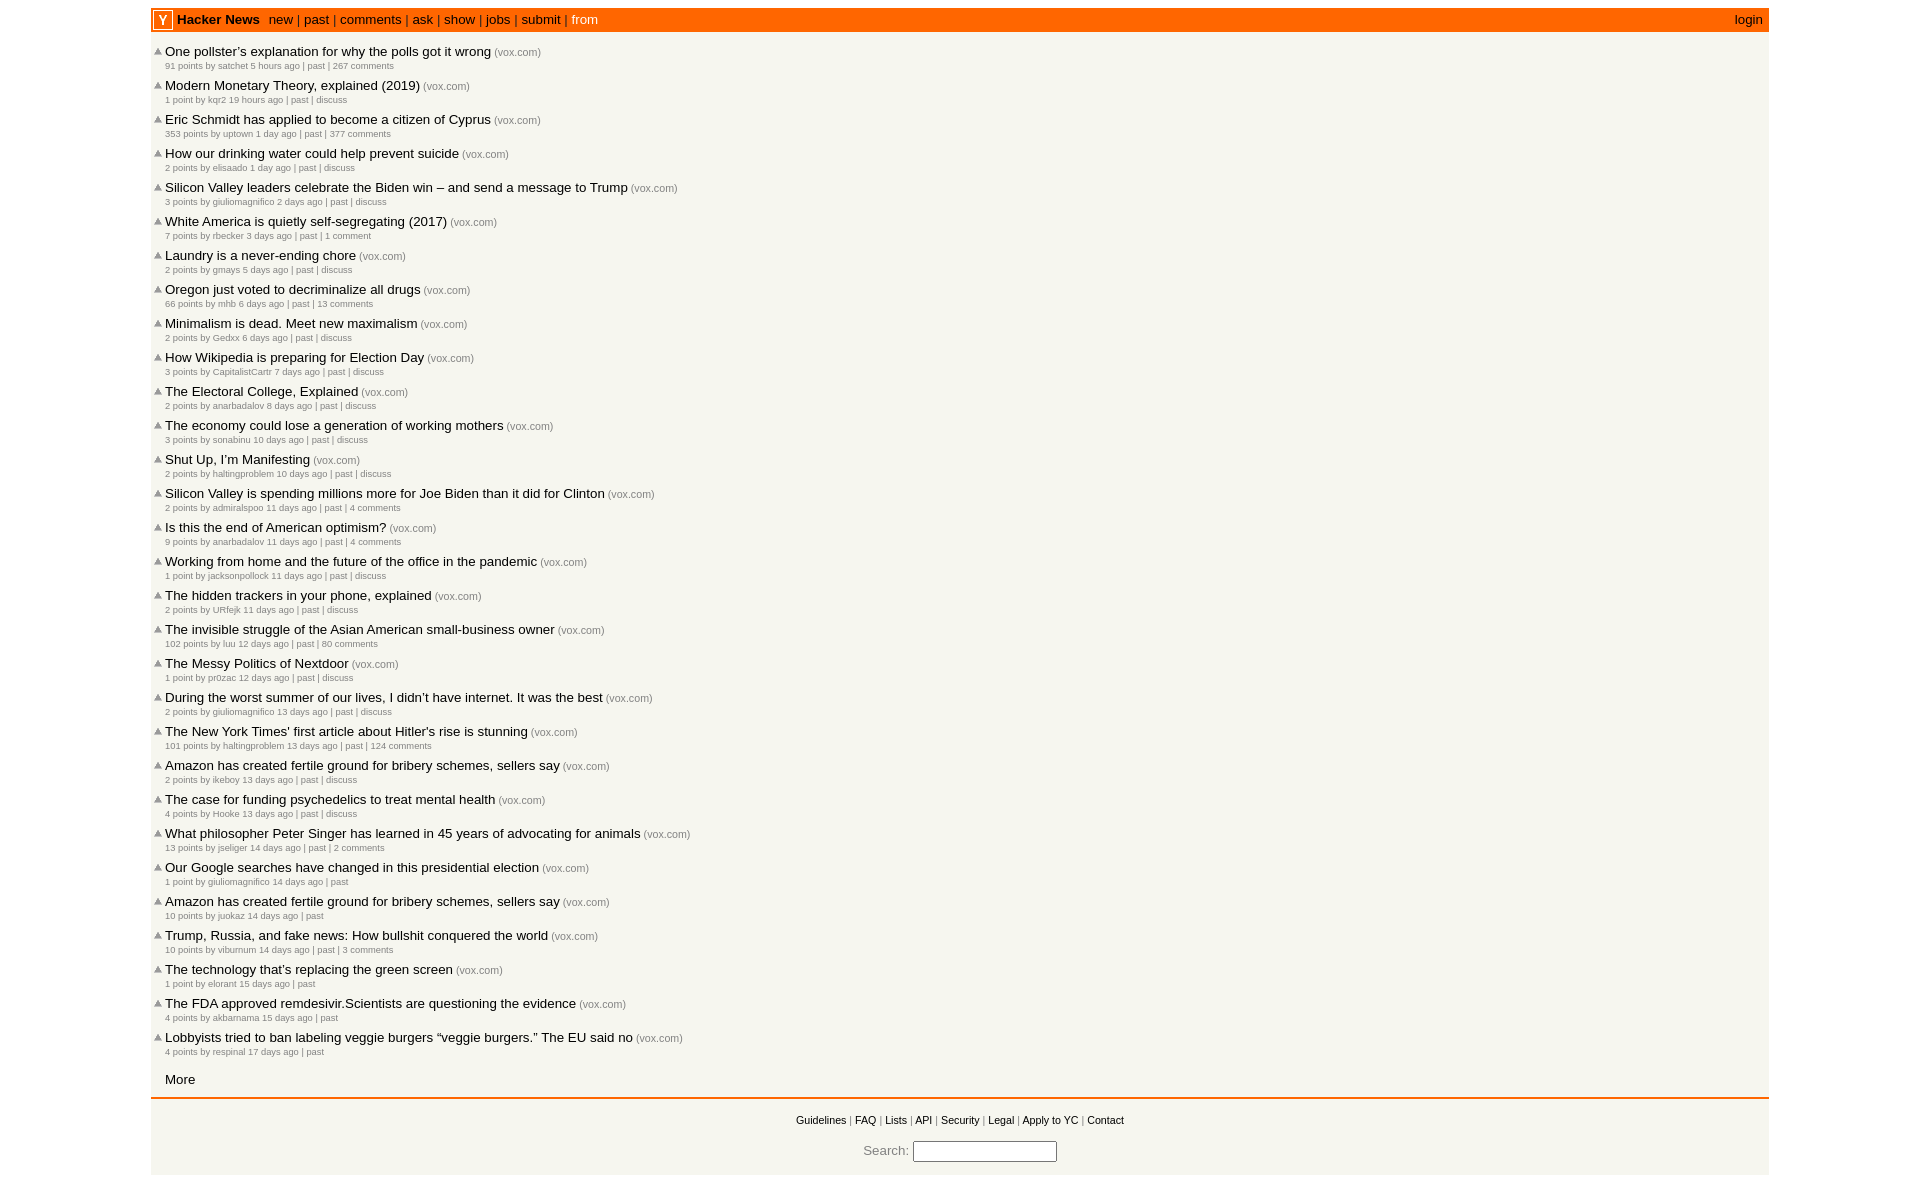 Y Hacker News new | past | comments | ask | show | jobs | submit | from login
One pollster’s explanation for why the polls got it wrong (vox.com)
91 points by satchet 5 hours ago | past | 267 comments
Modern Monetary Theory, explained (2019) (vox.com)
1 point by kqr2 19 hours ago | past | discuss
Eric Schmidt has applied to become a citizen of Cyprus (vox.com)
353 points by uptown 1 day ago | past | 377 comments
How our drinking water could help prevent suicide (vox.com)
2 points by elisaado 1 day ago | past | discuss
Silicon Valley leaders celebrate the Biden win – and send a message to Trump (vox.com)
3 points by giuliomagnifico 2 days ago | past | discuss
White America is quietly self-segregating (2017) (vox.com)
7 points by rbecker 3 days ago | past | 1 comment
Laundry is a never-ending chore (vox.com)
2 points by gmays 5 days ago | past | discuss
Oregon just voted to decriminalize all drugs (vox.com)
66 points by mhb 6 days ago | past | 13 comments
Minimalism is dead. Meet new maximalism (vox.com)
2 points by Gedxx 6 days ago | past | discuss
How Wikipedia is preparing for Election Day (vox.com)
3 points by CapitalistCartr 7 days ago | past | discuss
The Electoral College, Explained (vox.com)
2 points by anarbadalov 8 days ago | past | discuss
The economy could lose a generation of working mothers (vox.com)
3 points by sonabinu 10 days ago | past | discuss
Shut Up, I’m Manifesting (vox.com)
2 points by haltingproblem 10 days ago | past | discuss
Silicon Valley is spending millions more for Joe Biden than it did for Clinton (vox.com)
2 points by admiralspoo 11 days ago | past | 4 comments
Is this the end of American optimism? (vox.com)
9 points by anarbadalov 11 days ago | past | 4 comments
Working from home and the future of the office in the pandemic (vox.com)
1 point by jacksonpollock 11 days ago | past | discuss
The hidden trackers in your phone, explained (vox.com)
2 points by URfejk 11 days ago | past | discuss
The invisible struggle of the Asian American small-business owner (vox.com)
102 points by luu 12 days ago | past | 80 comments
The Messy Politics of Nextdoor (vox.com)
1 point by pr0zac 12 days ago | past | discuss
During the worst summer of our lives, I didn’t have internet. It was the best (vox.com)
2 points by giuliomagnifico 13 days ago | past | discuss
The New York Times' first article about Hitler's rise is stunning (vox.com)
101 points by haltingproblem 13 days ago | past | 124 comments
Amazon has created fertile ground for bribery schemes, sellers say (vox.com)
2 points by ikeboy 13 days ago | past | discuss
The case for funding psychedelics to treat mental health (vox.com)
4 points by Hooke 13 days ago | past | discuss
What philosopher Peter Singer has learned in 45 years of advocating for animals (vox.com)
13 points by jseliger 14 days ago | past | 2 comments
Our Google searches have changed in this presidential election (vox.com)
1 point by giuliomagnifico 14 days ago | past
Amazon has created fertile ground for bribery schemes, sellers say (vox.com)
10 points by juokaz 14 days ago | past
Trump, Russia, and fake news: How bullshit conquered the world (vox.com)
10 points by viburnum 14 days ago | past | 3 comments
The technology that’s replacing the green screen (vox.com)
1 point by elorant 15 days ago | past
The FDA approved remdesivir.Scientists are questioning the evidence (vox.com)
4 points by akbarnama 15 days ago | past
Lobbyists tried to ban labeling veggie burgers “veggie burgers.” The EU said no (vox.com)
4 points by respinal 17 days ago | past
More
Guidelines | FAQ | Lists | API | Security | Legal | Apply to YC | Contact
Search: